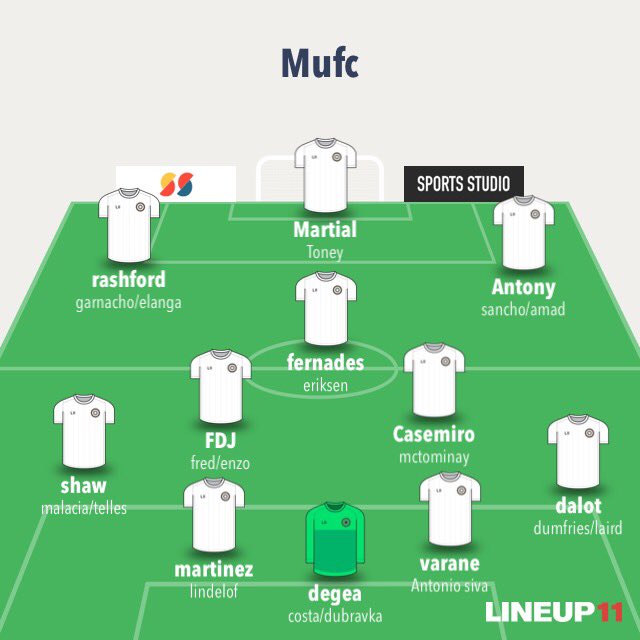 Mufc
SPORTS STUDIO
Martial
Toney
rashford
garnacho/elanga
Antony
sancho/amad
fernades
eriksen
FDJ
fred/enzo
Casemiro
mctominay
shaw
malacia/telles
dalot
dumfries/laird
martinez
lindelof
varane
Antonio siva
degea
costa/dubravka
LINEUP11